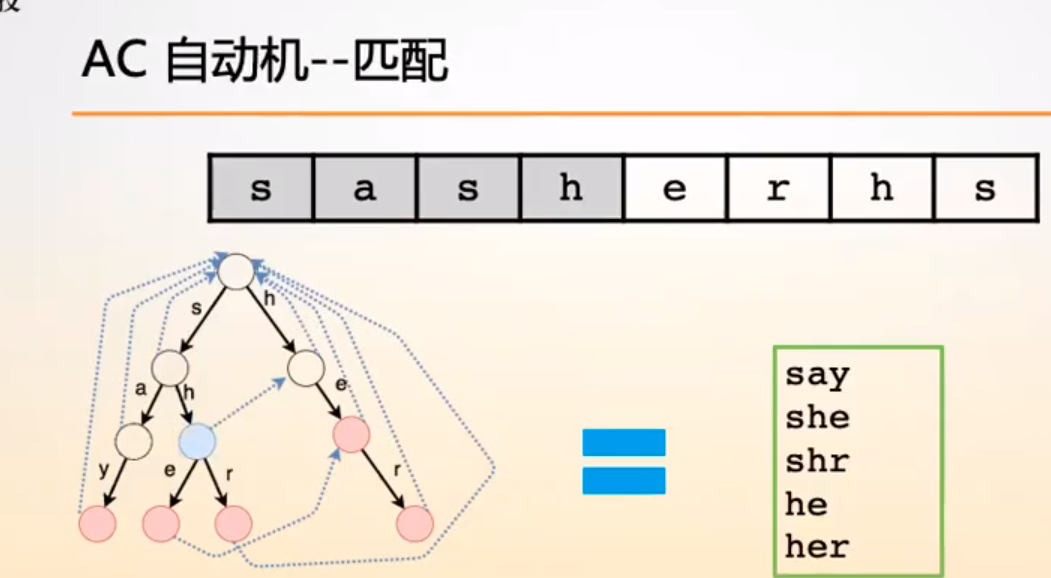 AC 自动机--匹配
s a s h e r h s
s h
a h e
y e r r
say
she
shr
he
her